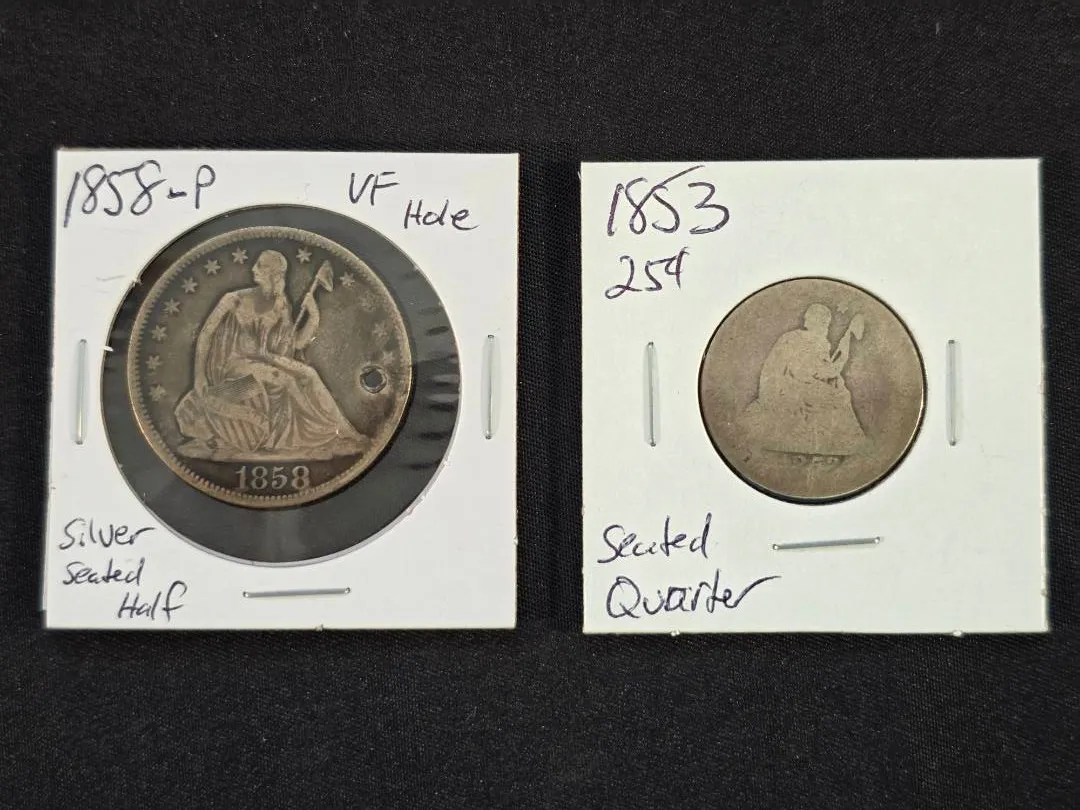 1858-P VF
Hole
1858
Silver
Seated
Half
1853
25¢
Seated
Quarter